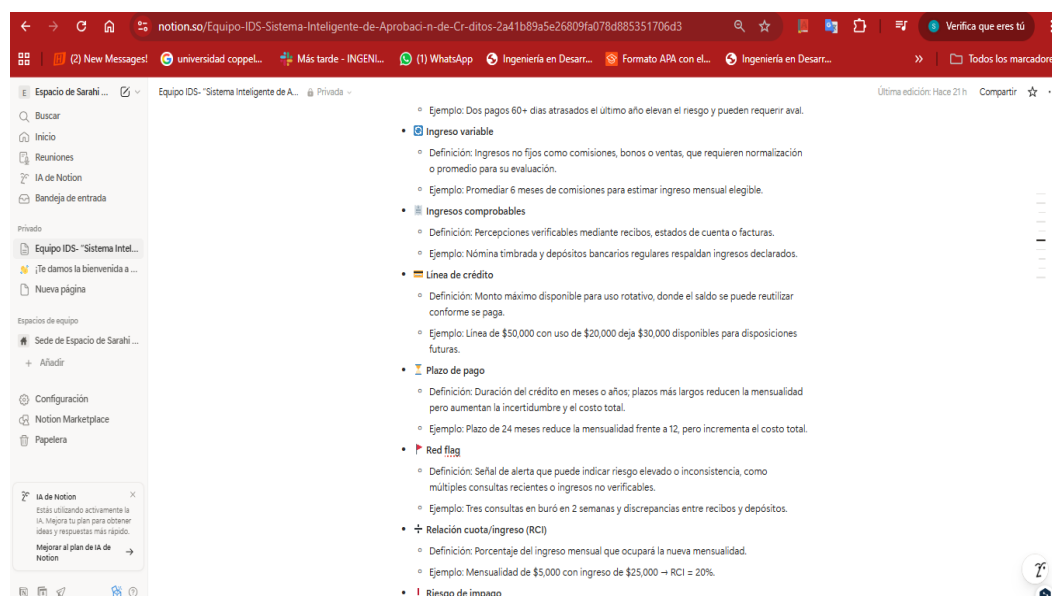 notion.so/Equipo-IDS-Sistema-Inteligente-de-Aprobaci-n-de-Cr-ditos-2a41b89a5e26809fa078d885351706d3
S
Verifica que eres tú
(2) New Messages!
universidad coppel...
Más tarde - INGENI...
(1) WhatsApp
Ingeniería en Desarr...
Formato APA con el...
Ingeniería en Desarr...
»
Todos los marcadore
E Espacio de Sarahi ...
Equipo IDS- "Sistema Inteligente de A...
Privada
Última edición: Hace 21 h
Compartir
Buscar
Inicio
Reuniones
IA de Notion
Bandeja de entrada
Privado
Equipo IDS- "Sistema Intel...
¡Te damos la bienvenida a ...
Nueva página
Espacios de equipo
Sede de Espacio de Sarahi ...
+ Añadir
Configuración
Notion Marketplace
Papelera
IA de Notion
Estás utilizando activamente la
IA. Mejora tu plan para obtener
ideas y respuestas más rápido.
Mejorar al plan de IA de
Notion
Ejemplo: Dos pagos 60+ días atrasados el último año elevan el riesgo y pueden requerir aval.
Ingreso variable
Definición: Ingresos no fijos como comisiones, bonos o ventas, que requieren normalización
o promedio para su evaluación.
Ejemplo: Promediar 6 meses de comisiones para estimar ingreso mensual elegible.
Ingresos comprobables
Definición: Percepciones verificables mediante recibos, estados de cuenta o facturas.
Ejemplo: Nómina timbrada y depósitos bancarios regulares respaldan ingresos declarados.
Línea de crédito
Definición: Monto máximo disponible para uso rotativo, donde el saldo se puede reutilizar
conforme se paga.
Ejemplo: Línea de $50,000 con uso de $20,000 deja $30,000 disponibles para disposiciones
futuras.
Plazo de pago
Definición: Duración del crédito en meses o años; plazos más largos reducen la mensualidad
pero aumentan la incertidumbre y el costo total.
Ejemplo: Plazo de 24 meses reduce la mensualidad frente a 12, pero incrementa el costo total.
Red flag
Definición: Señal de alerta que puede indicar riesgo elevado o inconsistencia, como
múltiples consultas recientes o ingresos no verificables.
Ejemplo: Tres consultas en buró en 2 semanas y discrepancias entre recibos y depósitos.
Relación cuota/ingreso (RCI)
Definición: Porcentaje del ingreso mensual que ocupará la nueva mensualidad.
Ejemplo: Mensualidad de $5,000 con ingreso de $25,000 → RCI = 20%.
Riesgo de impago